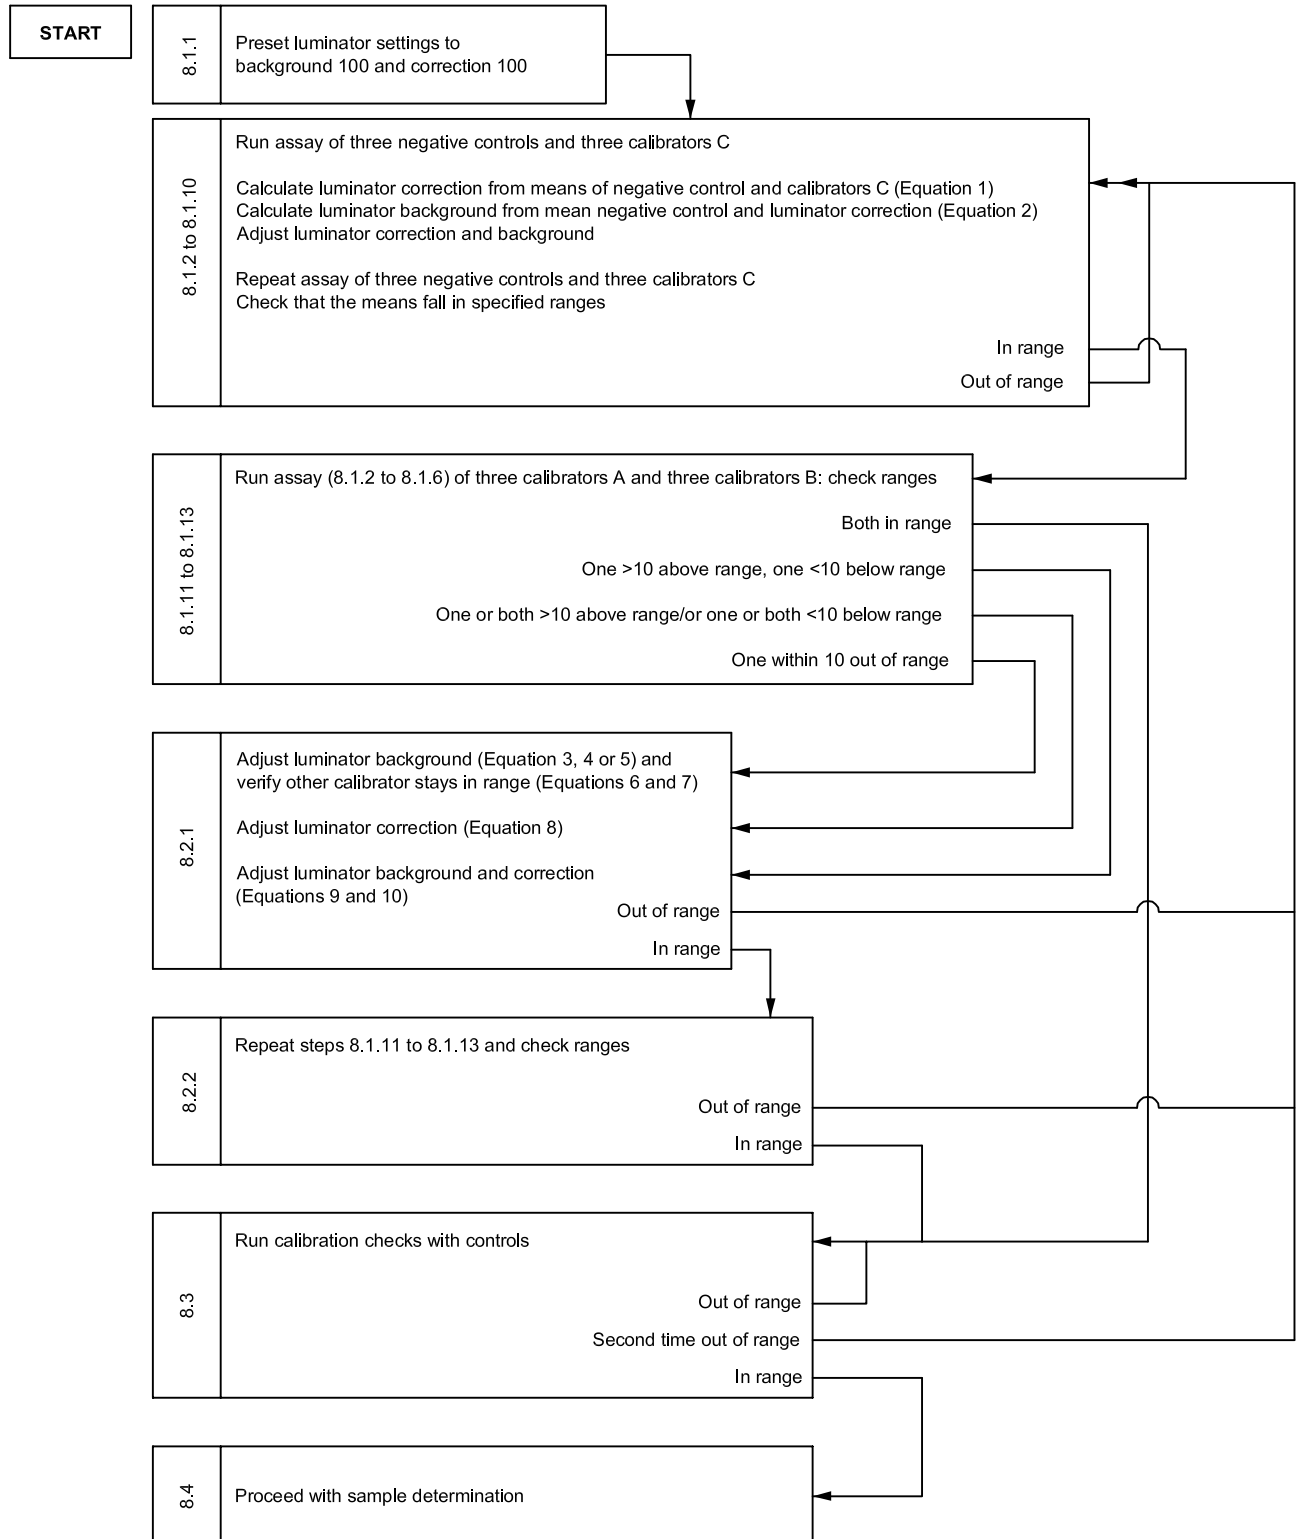 START
8.1.1
Preset luminator settings to
background 100 and correction 100
8.1.2 to 8.1.10
Run assay of three negative controls and three calibrators C
Calculate luminator correction from means of negative control and calibrators C (Equation 1)
Calculate luminator background from mean negative control and luminator correction (Equation 2)
Adjust luminator correction and background
Repeat assay of three negative controls and three calibrators C
Check that the means fall in specified ranges
In range
Out of range
8.1.11 to 8.1.13
Run assay (8.1.2 to 8.1.6) of three calibrators A and three calibrators B: check ranges
Both in range
One >10 above range, one <10 below range
One or both >10 above range/or one or both <10 below range
One within 10 out of range
8.2.1
Adjust luminator background (Equation 3, 4 or 5) and
verify other calibrator stays in range (Equations 6 and 7)
Adjust luminator correction (Equation 8)
Adjust luminator background and correction
(Equations 9 and 10)
Out of range
In range
8.2.2
Repeat steps 8.1.11 to 8.1.13 and check ranges
Out of range
In range
8.3
Run calibration checks with controls
Out of range
Second time out of range
In range
8.4
Proceed with sample determination